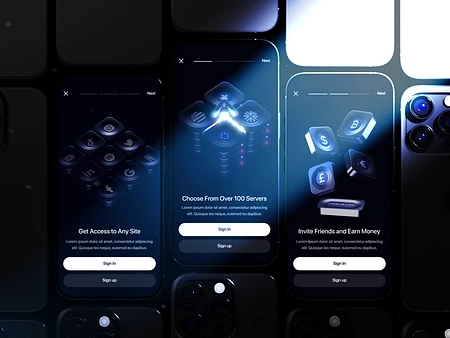 Next
Get Access to Any Site
Lorem ipsum dolor sit amet, consectetur adipiscing
elit. Quisque leo neque, euismod eu dapibus.
Sign In
Sign up
Next
Choose From Over 100 Servers
Lorem ipsum dolor sit amet, consectetur adipiscing
elit. Quisque leo neque, euismod eu dapibus.
Sign In
Sign up
Next
$
B
£
€
Invite Friends and Earn Money
Lorem ipsum dolor sit amet, consectetur adipiscing
elit. Quisque leo neque, euismod eu dapibus.
Sign In
Sign up